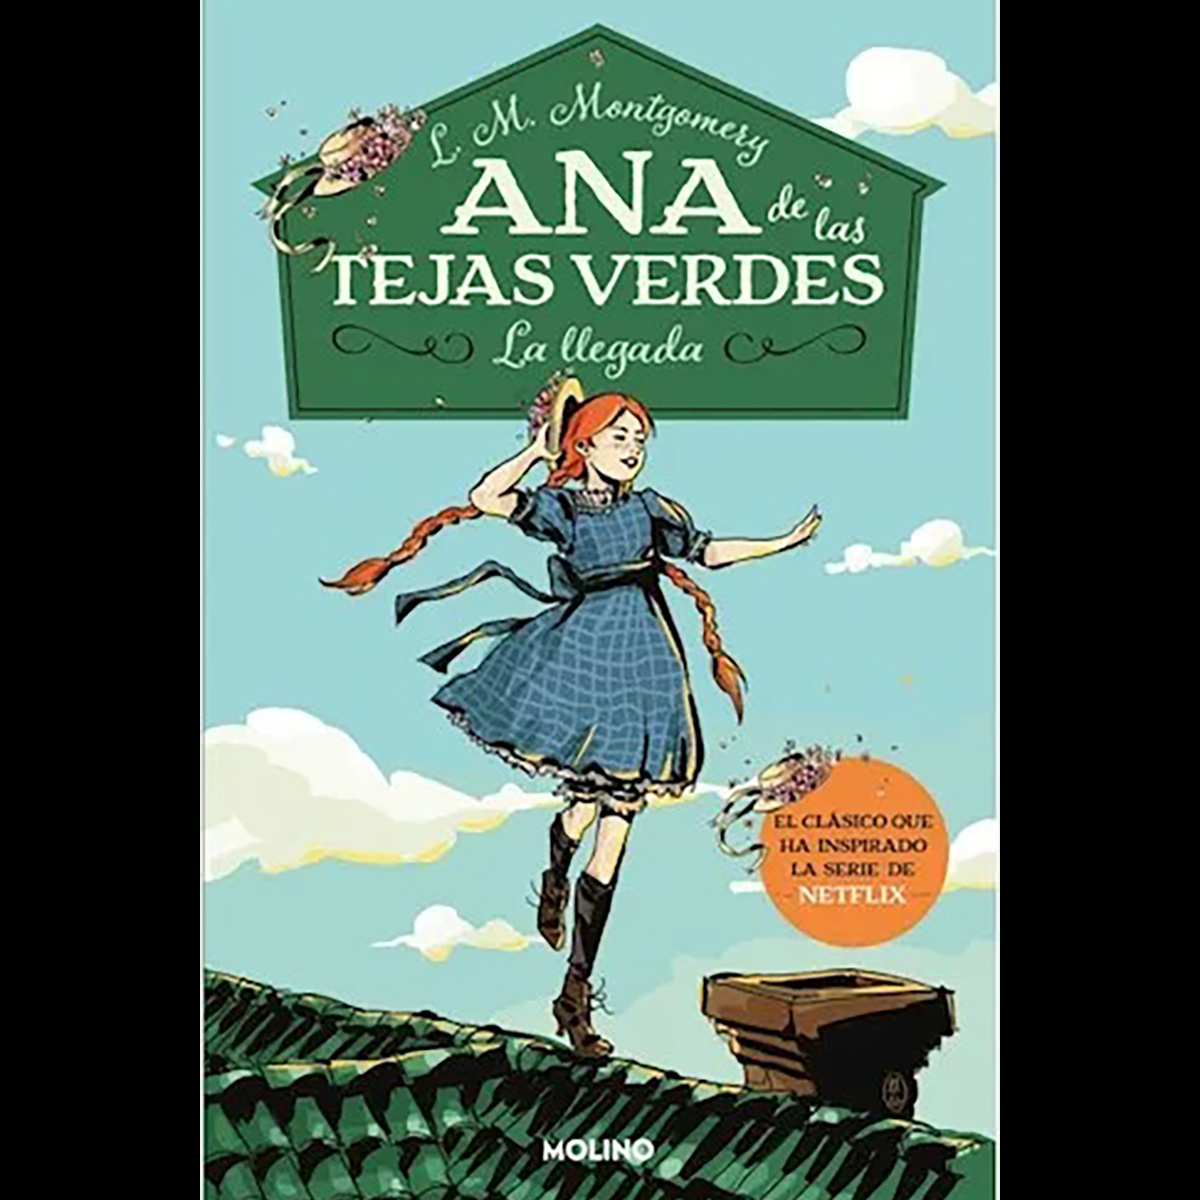 L. M. Montgomery
ANA de las
TEJAS VERDES
La llegada
EL CLÁSICO QUE
HA INSPIRADO
LA SERIE DE
NETFLIX
MOLINO